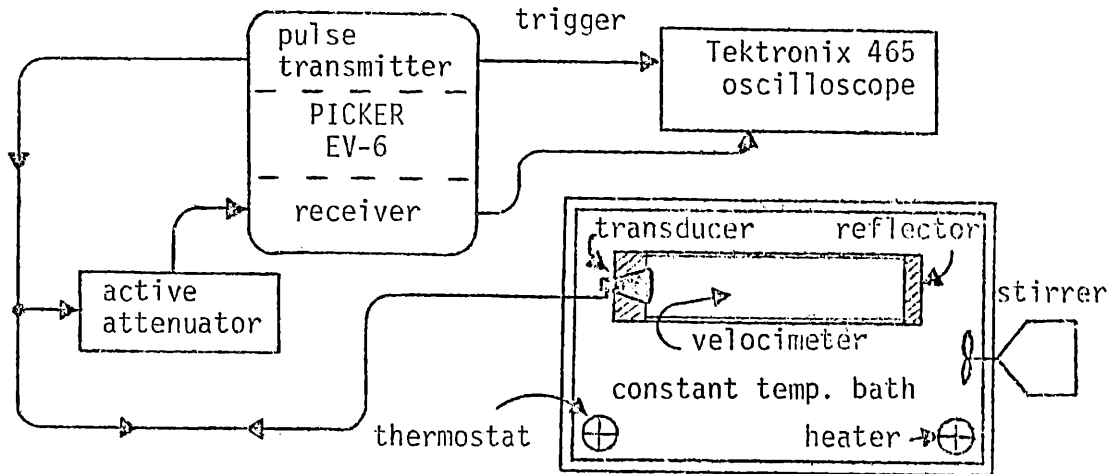 trigger
pulse
transmitter
PICKER
EV-6
receiver
Tektronix 465
oscilloscope
active
attenuator
transducer
reflector
stirrer
velocimeter
constant temp. bath
thermostat
heater